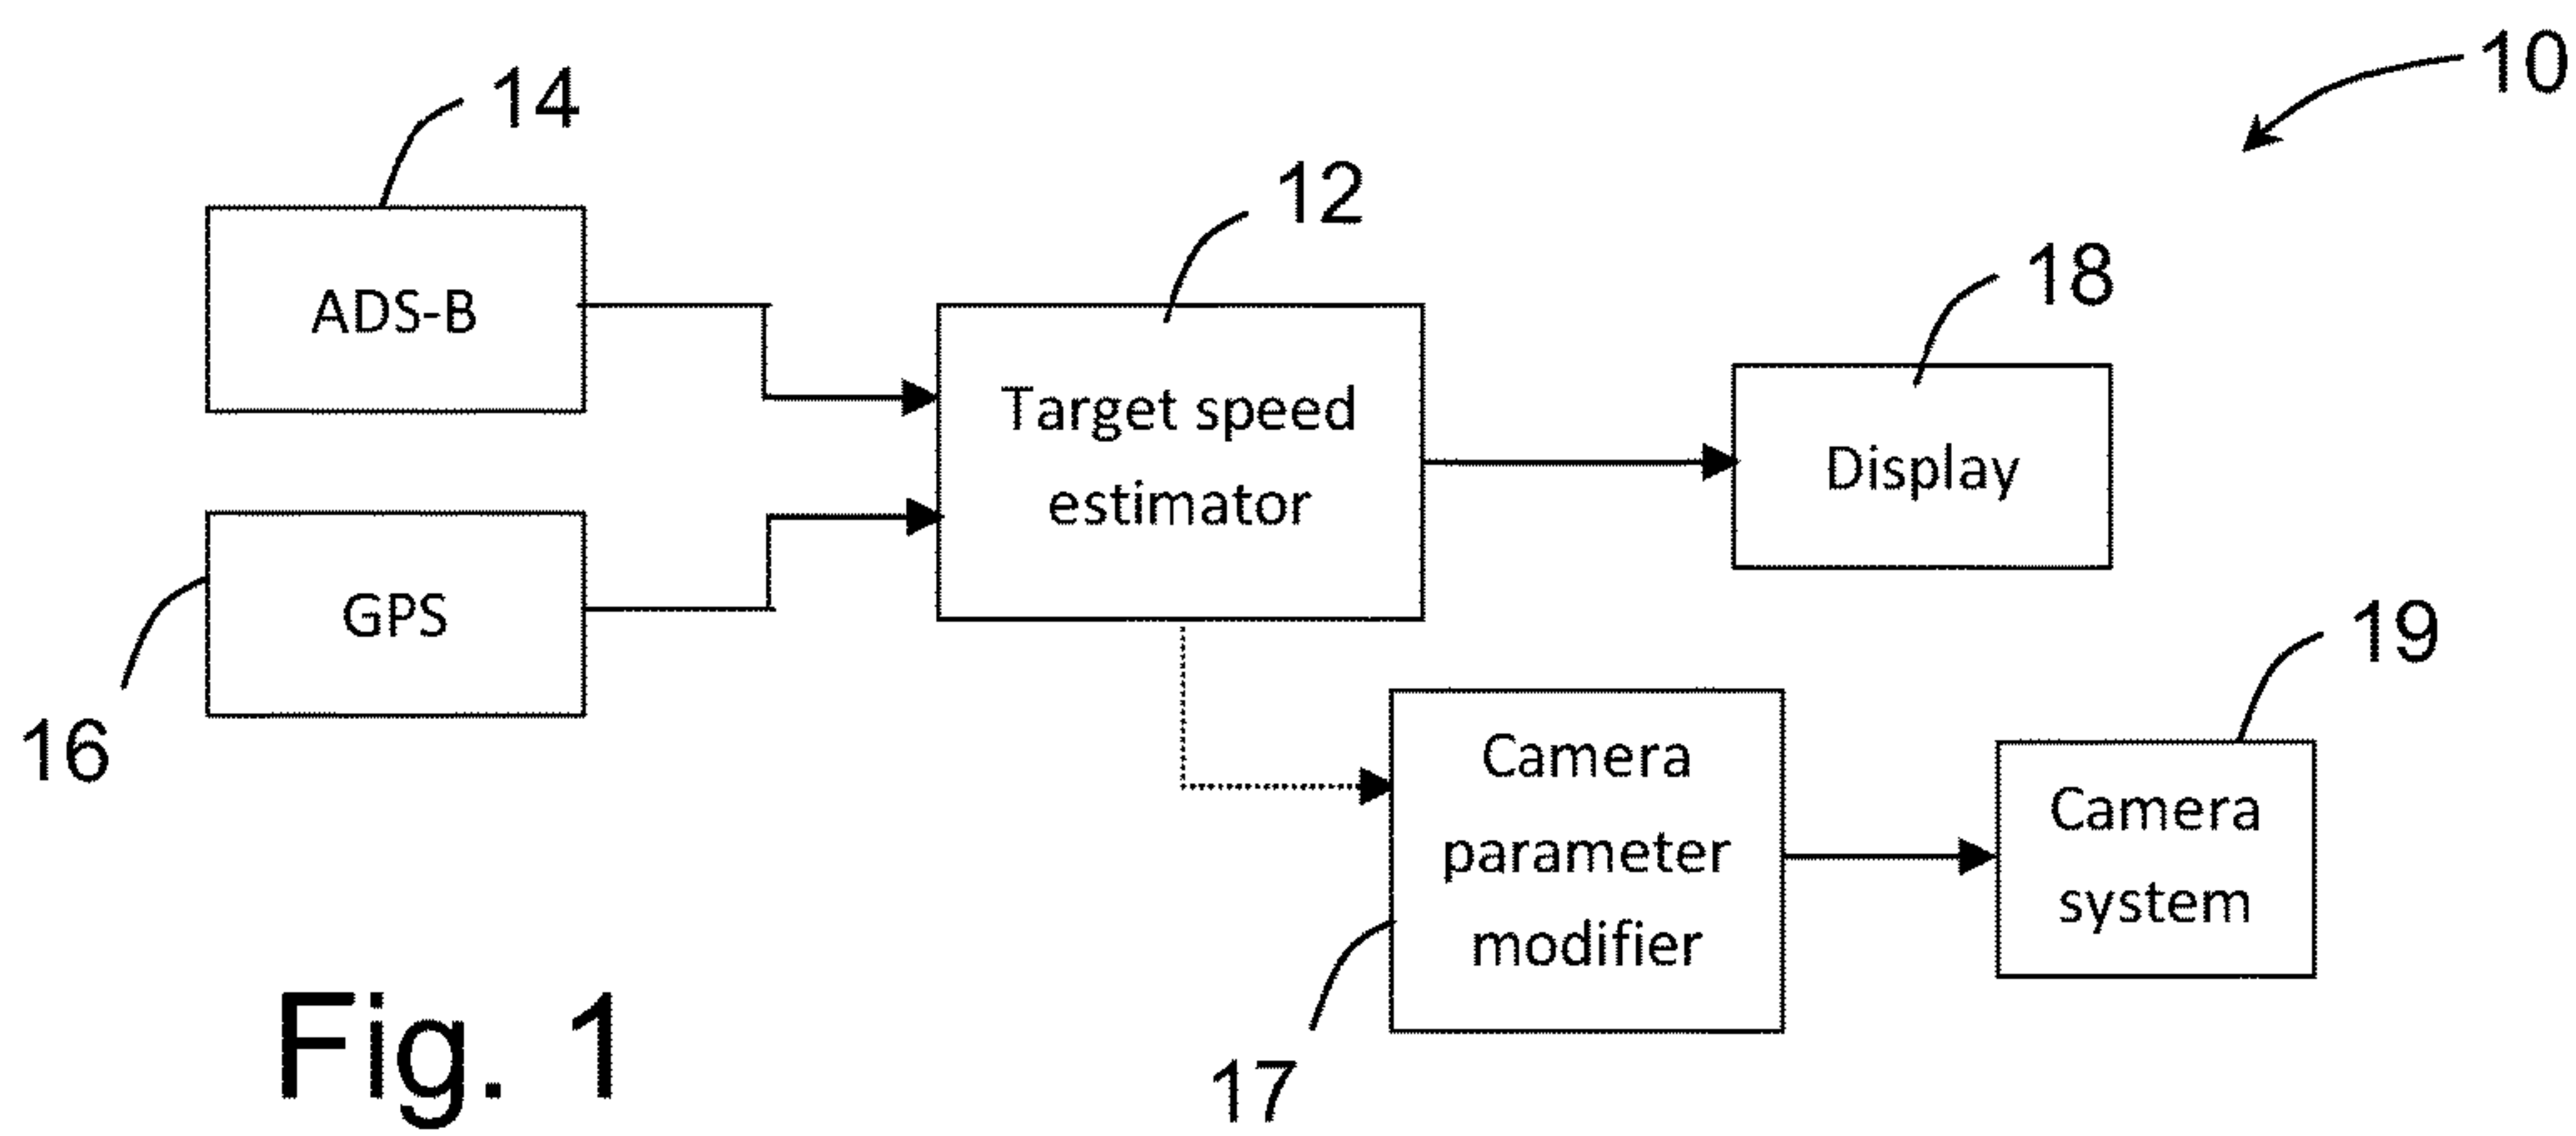 10
14
12
18
ADS-B
Target speed
estimator
Display
GPS
16
19
Camera
parameter
modifier
Camera
system
17
Fig. 1